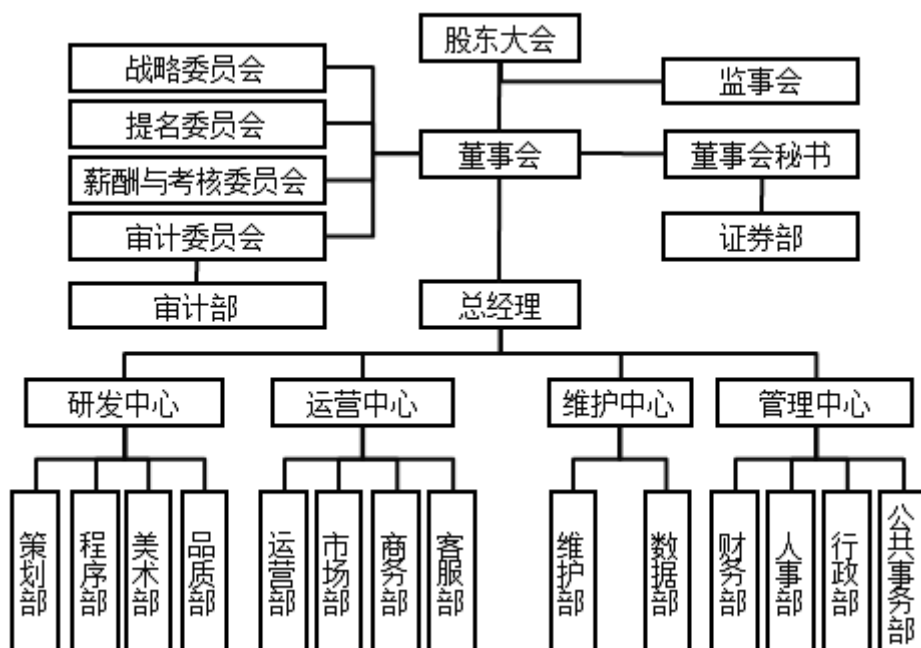 股东大会
战略委员会
监事会
提名委员会
董事会
董事会秘书
薪酬与考核委员会
审计委员会
证券部
审计部
总经理
研发中心
运营中心
维护中心
管理中心
策划部
程序部
美术部
品质部
运营部
市场部
商务部
客服部
维护部
数据部
财务部
人事部
行政部
公共事务部